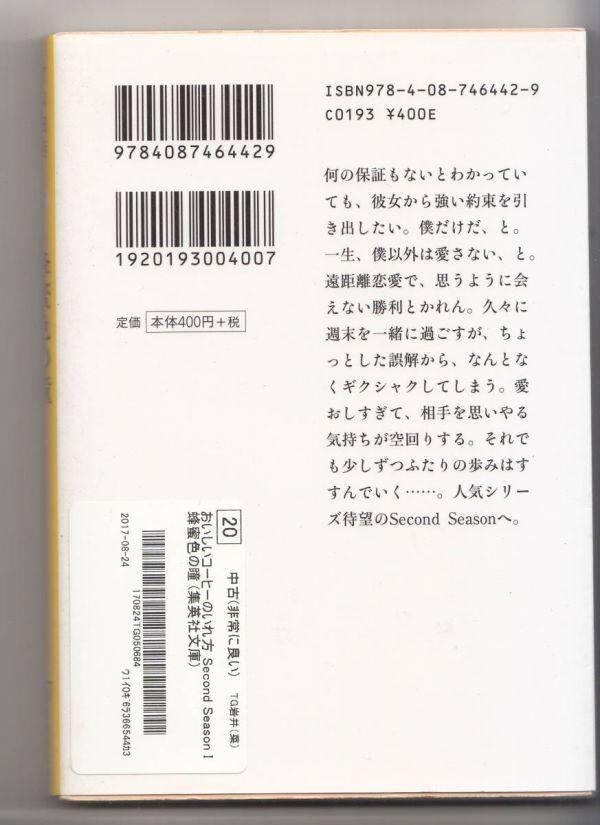 ISBN978-4-08-746442-9
C0193 ¥400E
9784087464429
1920193004007
定価 本体400円+税
何の保証もないとわかってい
ても、彼女から強い約束を引
き出したい。僕だけだ、と。
一生、僕以外は愛さない、と。
遠距離恋愛で、思うように会
えない勝利とかれん。久々に
週末を一緒に過ごすが、ちょ
っとした誤解から、なんとな
くギクシャクしてしまう。愛
おしすぎて、相手を思いやる
気持ちが空回りする。それで
も少しずつふたりの歩みはす
すんでいく……。人気シリー
ズ待望のSecond Seasonへ。
20 中古(非常に良い) TG岩井(菜)
おいしいコーヒーのいれ方 Second Season I
蜂蜜色の瞳 (集英社文庫)
170824TG050684
2017-08-24